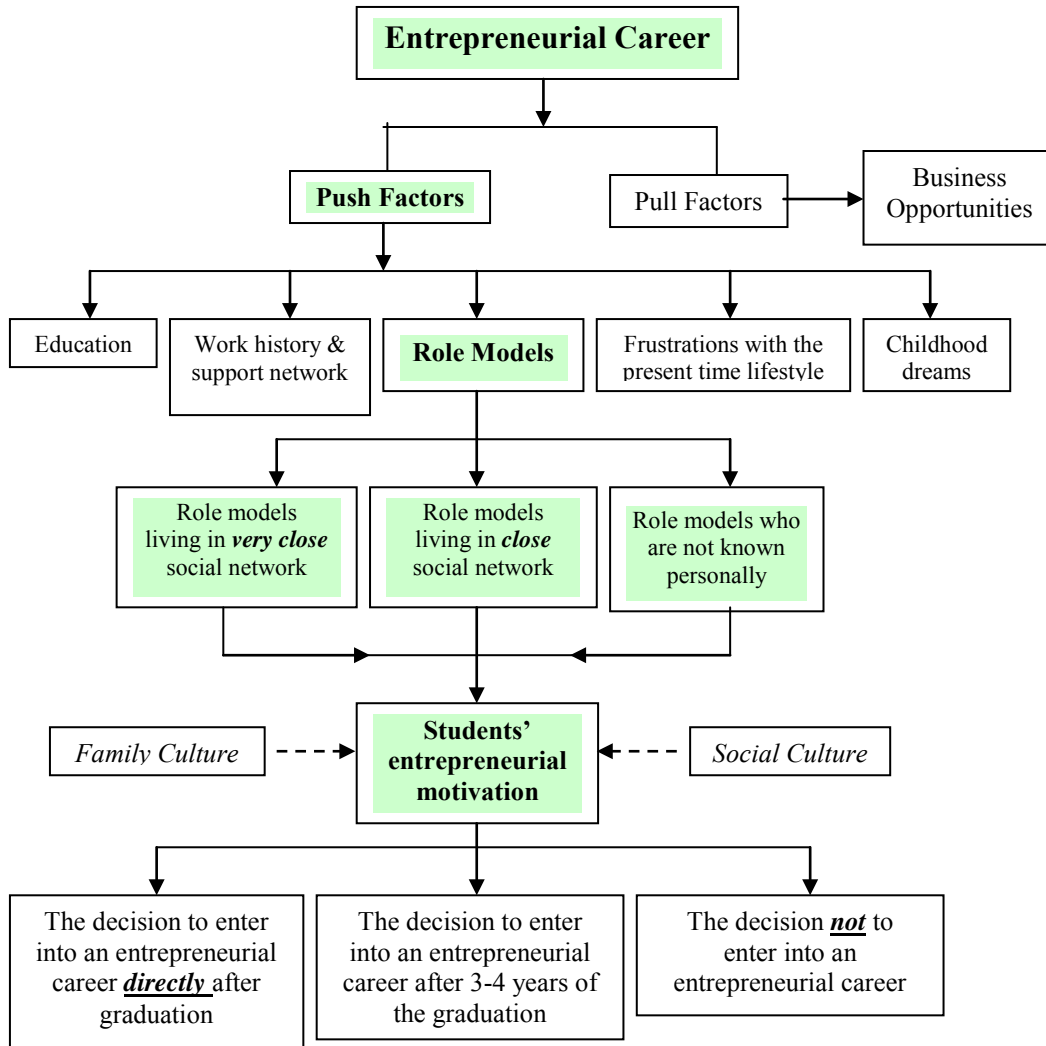 Entrepreneurial Career
Push Factors
Pull Factors
Business
Opportunities
Education
Work history &
support network
Role Models
Frustrations with the
present time lifestyle
Childhood
dreams
Role models
living in very close
social network
Role models
living in close
social network
Role models who
are not known
personally
Family Culture
Students’
entrepreneurial
motivation
Social Culture
The decision to enter
into an entrepreneurial
career directly after
graduation
The decision to enter
into an entrepreneurial
career after 3-4 years of
the graduation
The decision not to
enter into an
entrepreneurial career